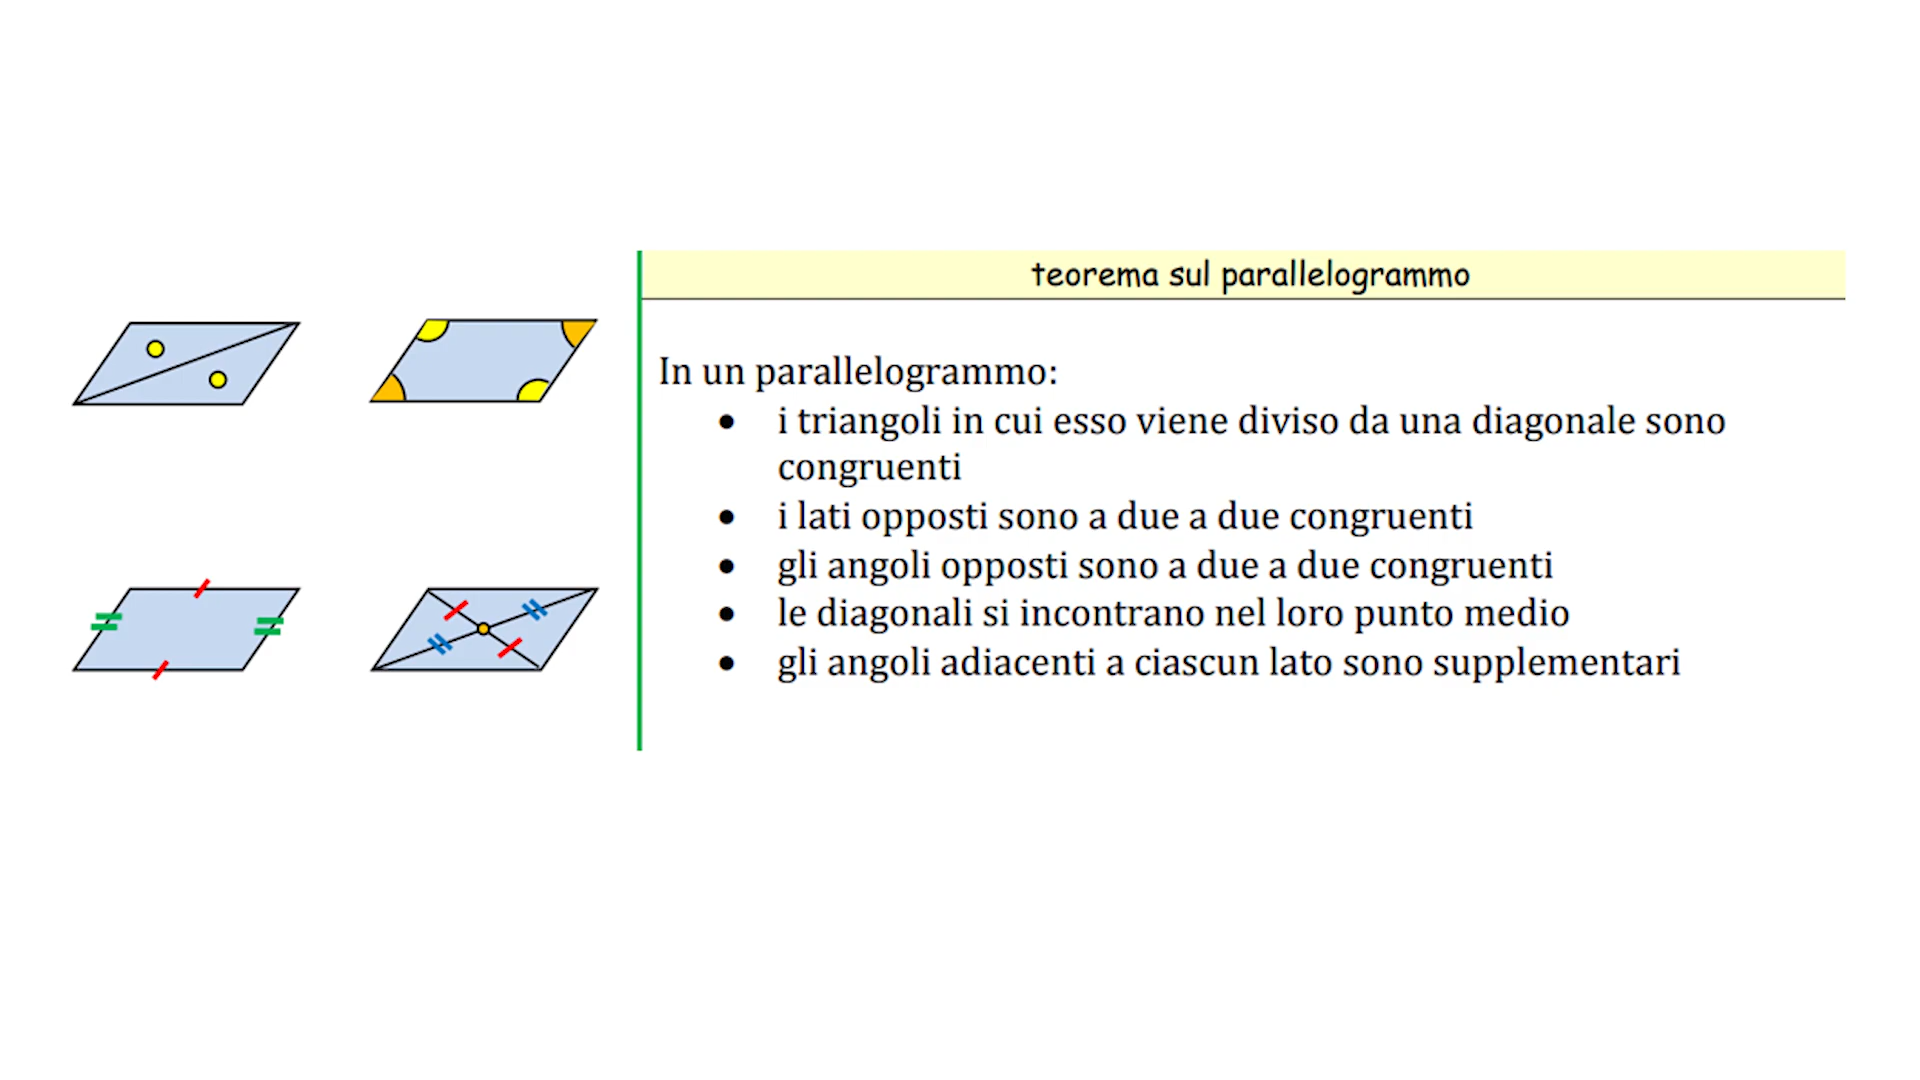 teorema sul parallelogrammo
In un parallelogrammo:
• i triangoli in cui esso viene diviso da una diagonale sono
congruenti
• i lati opposti sono a due a due congruenti
• gli angoli opposti sono a due a due congruenti
• le diagonali si incontrano nel loro punto medio
• gli angoli adiacenti a ciascun lato sono supplementari